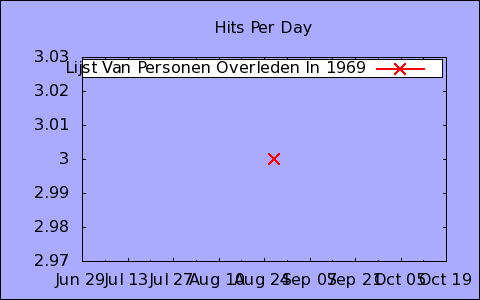 Hits Per Day
3.03
Lijst Van Personen Overleden In 1969
3.02
3.01
3
2.99
2.98
2.97
Jun 29 Jul 13 Jul 27 Aug 10 Aug 24 Sep 07 Sep 21 Oct 05 Oct 19